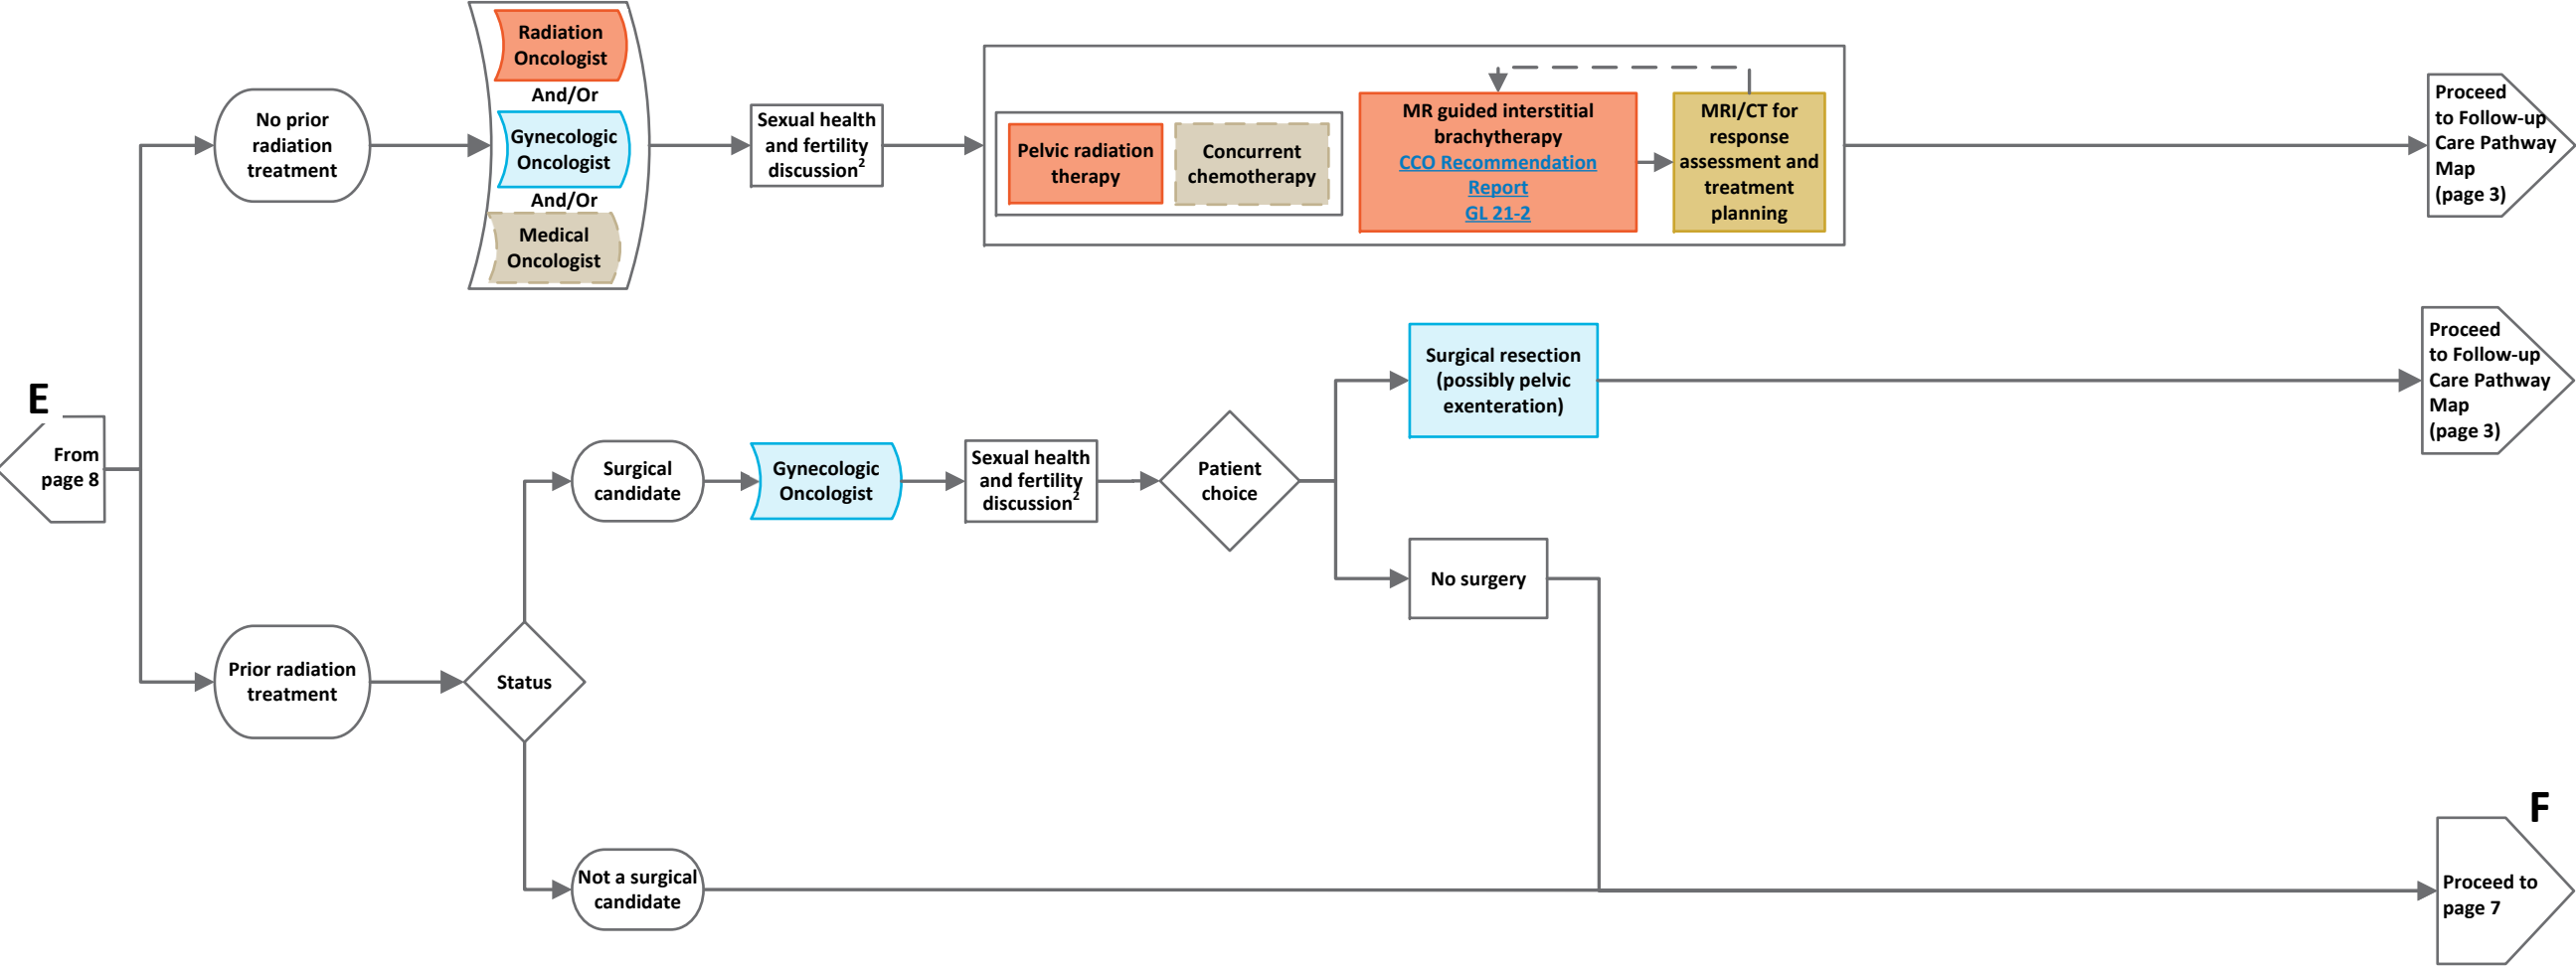 Radiation
Oncologist
And/Or
Gynecologic
Oncologist
And/Or
Medical
Oncologist
No prior
radiation
treatment
Sexual health
and fertility
discussion2
Pelvic radiation
therapy
Concurrent
chemotherapy
MR guided interstitial
brachytherapy
CCO Recommendation
Report
GL 21-2
MRI/CT for
response
assessment and
treatment
planning
Proceed
to Follow-up
Care Pathway
Map
(page 3)
E
From
page 8
Surgical
candidate
Gynecologic
Oncologist
Sexual health
and fertility
discussion2
Patient
choice
Surgical resection
(possibly pelvic
exenteration)
Proceed
to Follow-up
Care Pathway
Map
(page 3)
No surgery
Prior radiation
treatment
Status
Not a surgical
candidate
F
Proceed to
page 7